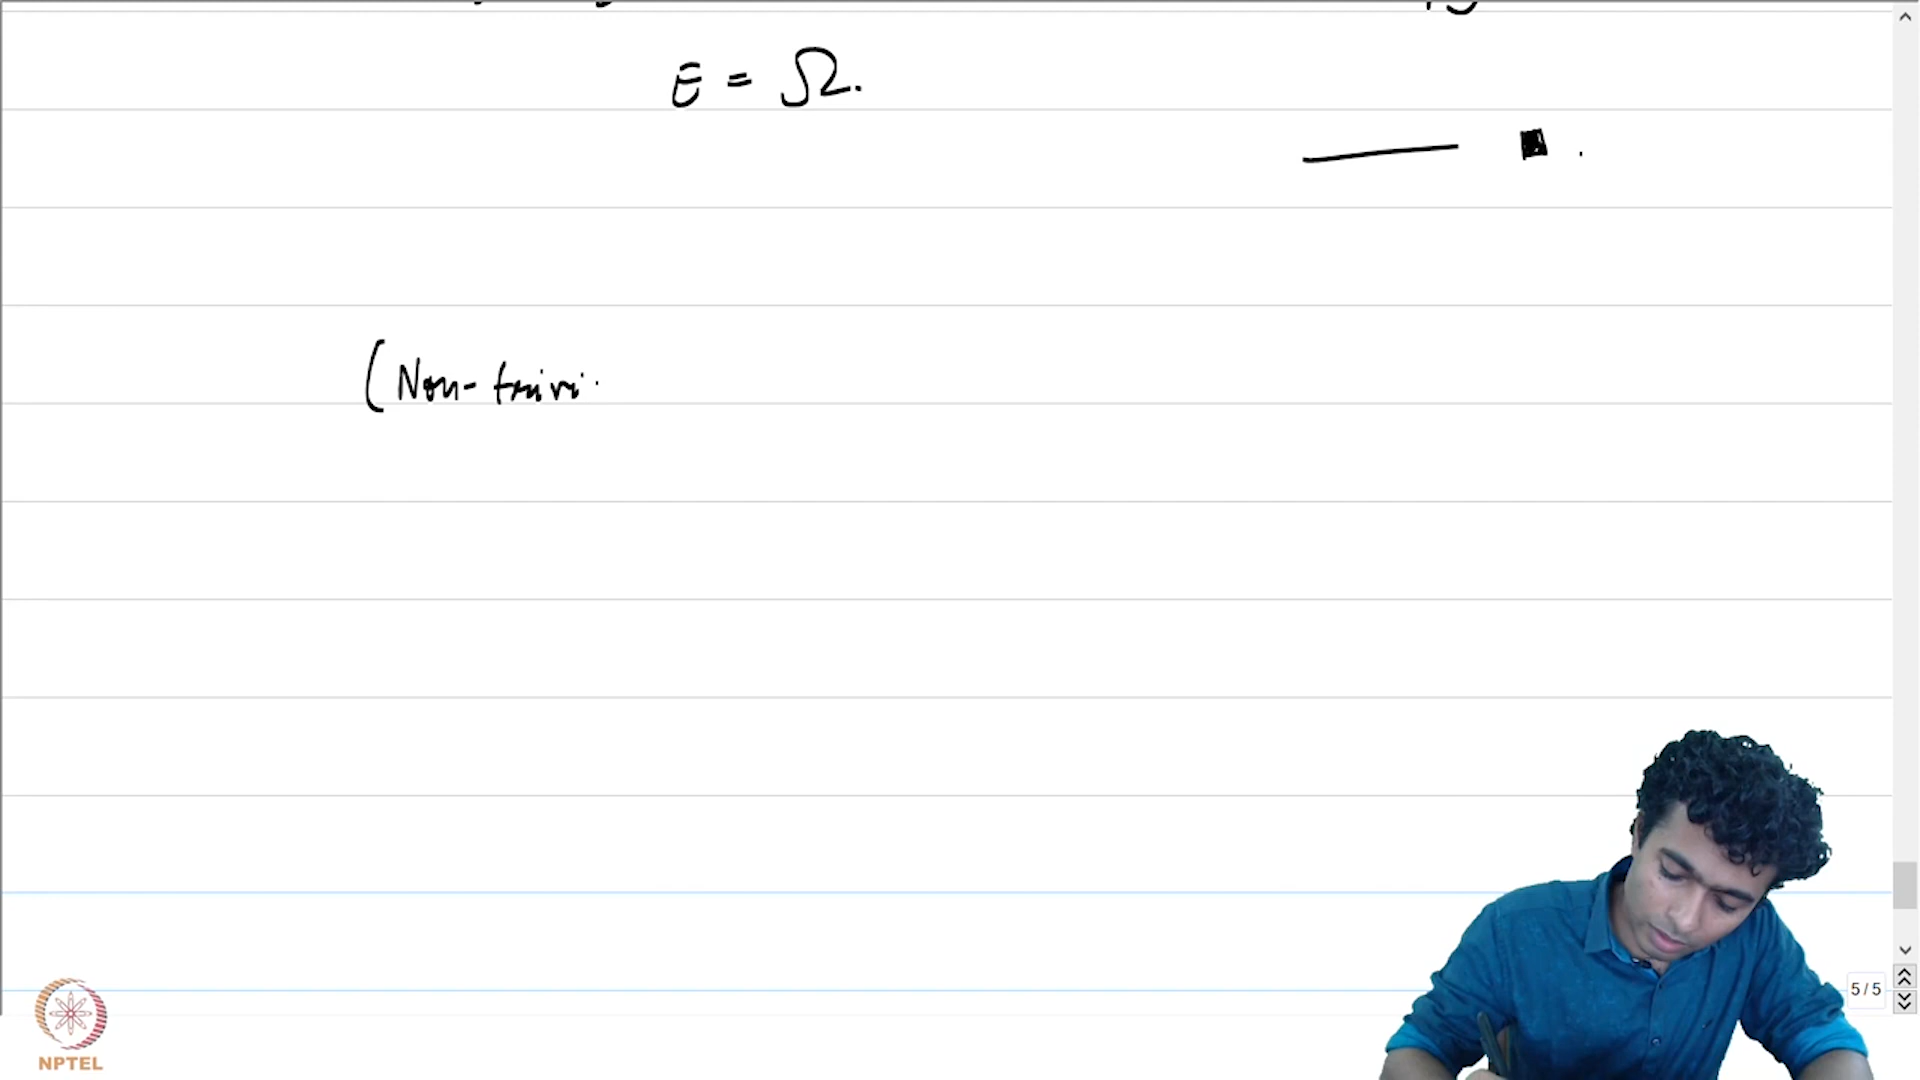 E = Ω.
(Non-trivi
5 / 5
NPTEL